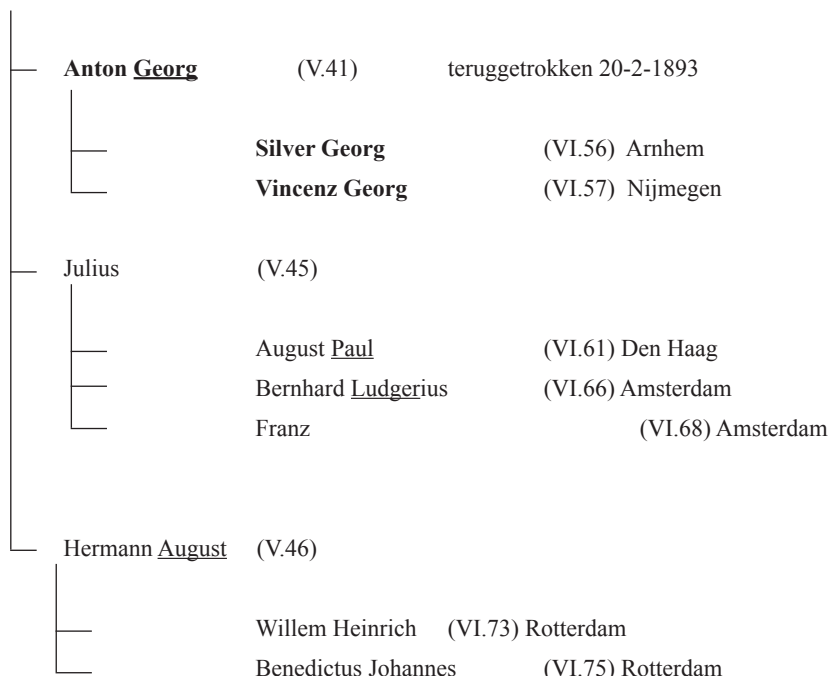 Anton Georg (V.41) teruggetrokken 20-2-1893
Silver Georg (VI.56) Arnhem
Vincenz Georg (VI.57) Nijmegen
Julius (V.45)
August Paul (VI.61) Den Haag
Bernhard Ludgerius (VI.66) Amsterdam
Franz (VI.68) Amsterdam
Hermann August (V.46)
Willem Heinrich (VI.73) Rotterdam
Benedictus Johannes (VI.75) Rotterdam